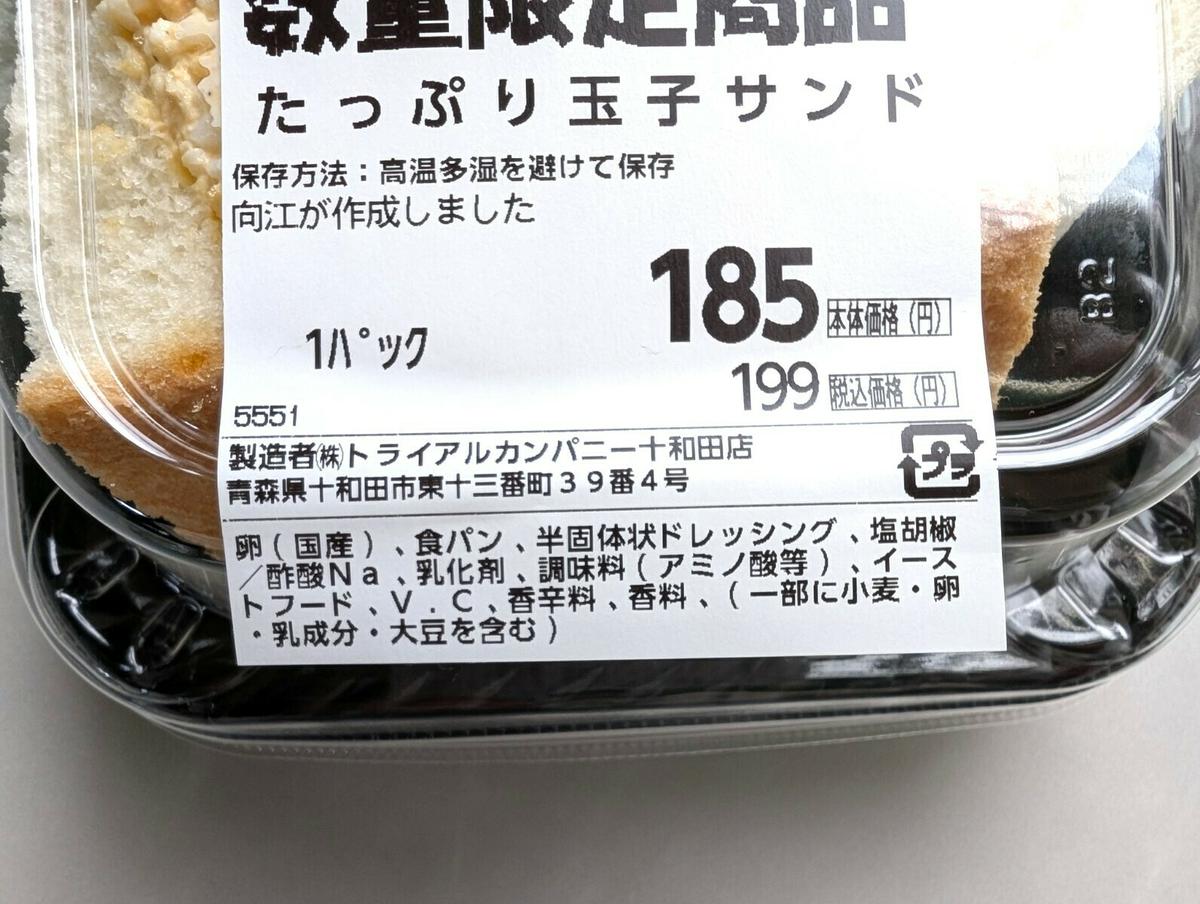 数量限定商品
たっぷり玉子サンド
保存方法：高温多湿を避けて保存
向江が作成しました
185 本体価格（円）
1パック
199 税込価格（円）
5551
製造者㈱トライアルカンパニー十和田店
青森県十和田市東十三番町３９番４号
プラ
卵（国産）、食パン、半固体状ドレッシング、塩胡椒
／酢酸Ｎａ、乳化剤、調味料（アミノ酸等）、イース
トフード、Ｖ．Ｃ、香辛料、香料、（一部に小麦・卵
・乳成分・大豆を含む）
B2